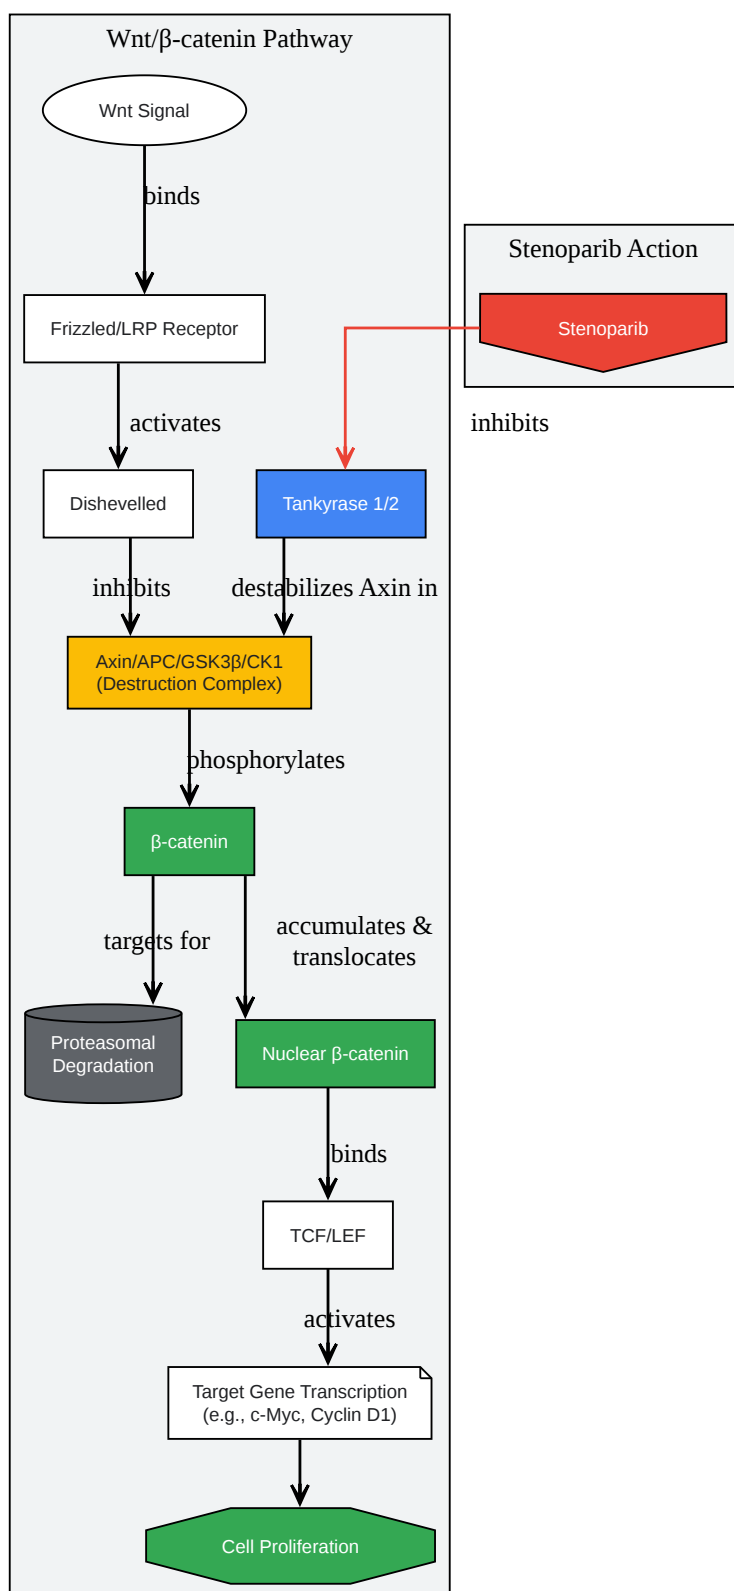 Wnt/β-catenin Pathway
Wnt Signal
binds
Stenoparib Action
Frizzled/LRP Receptor
Stenoparib
activates
inhibits
Dishevelled
Tankyrase 1/2
inhibits
destabilizes Axin in
Axin/APC/GSK3β/CK1
(Destruction Complex)
phosphorylates
β-catenin
targets for
accumulates &
translocates
Proteasomal
Degradation
Nuclear β-catenin
binds
TCF/LEF
activates
Target Gene Transcription
(e.g., c-Myc, Cyclin D1)
Cell Proliferation